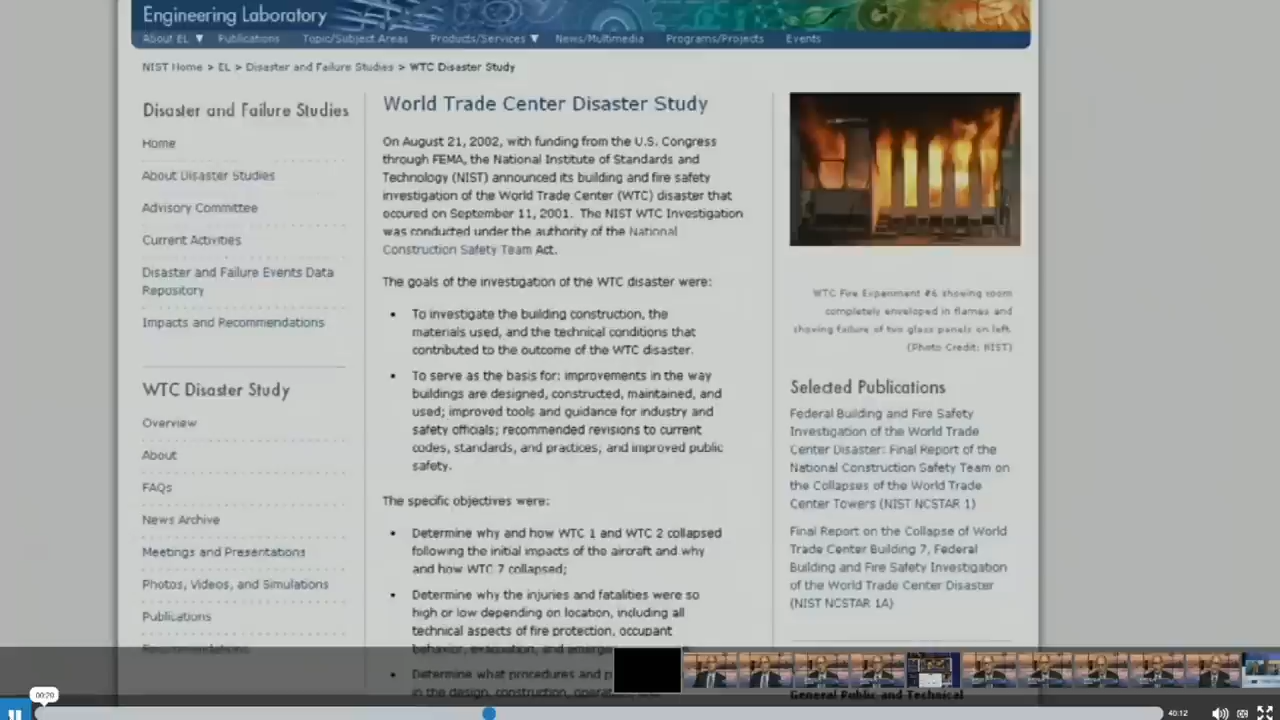 Engineering Laboratory
About EL ▼ Publications Topic/Subject Areas Products/Services ▼ News/Multimedia Programs/Projects Events
NIST Home > EL > Disaster and Failure Studies > WTC Disaster Study
Disaster and Failure Studies
Home
About Disaster Studies
Advisory Committee
Current Activities
Disaster and Failure Events Data
Repository
Impacts and Recommendations
WTC Disaster Study
Overview
About
FAQs
News Archive
Meetings and Presentations
Photos, Videos, and Simulations
Publications
Recommendations
World Trade Center Disaster Study
On August 21, 2002, with funding from the U.S. Congress
through FEMA, the National Institute of Standards and
Technology (NIST) announced its building and fire safety
investigation of the World Trade Center (WTC) disaster that
occured on September 11, 2001. The NIST WTC Investigation
was conducted under the authority of the National
Construction Safety Team Act.
The goals of the investigation of the WTC disaster were:
• To investigate the building construction, the
materials used, and the technical conditions that
contributed to the outcome of the WTC disaster.
• To serve as the basis for: improvements in the way
buildings are designed, constructed, maintained, and
used; improved tools and guidance for industry and
safety officials; recommended revisions to current
codes, standards, and practices, and improved public
safety.
The specific objectives were:
• Determine why and how WTC 1 and WTC 2 collapsed
following the initial impacts of the aircraft and why
and how WTC 7 collapsed;
• Determine why the injuries and fatalities were so
high or low depending on location, including all
technical aspects of fire protection, occupant
behavior, evacuation, and
• Determine what procedures and
in the design, construction,
WTC Fire Experiment #6 showing room
completely enveloped in flames and
showing failure of two glass panels on left.
(Photo Credit: NIST)
Selected Publications
Federal Building and Fire Safety
Investigation of the World Trade
Center Disaster: Final Report of the
National Construction Safety Team on
the Collapses of the World Trade
Center Towers (NIST NCSTAR 1)
Final Report on the Collapse of World
Trade Center Building 7, Federal
Building and Fire Safety Investigation
of the World Trade Center Disaster
(NIST NCSTAR 1A)
General Public and Technical
00:20
40:12